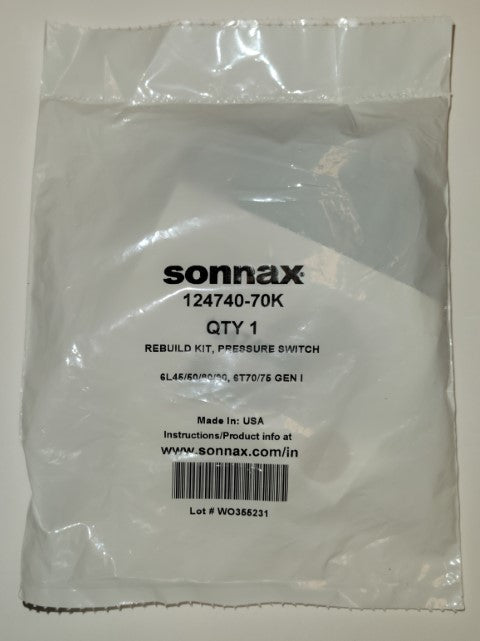 sonnax
124740-70K
QTY 1
REBUILD KIT, PRESSURE SWITCH
6L45/50/80/90, 6T70/75 GEN I
Made In: USA
Instructions/Product info at
www.sonnax.com/in
Lot # WO355231